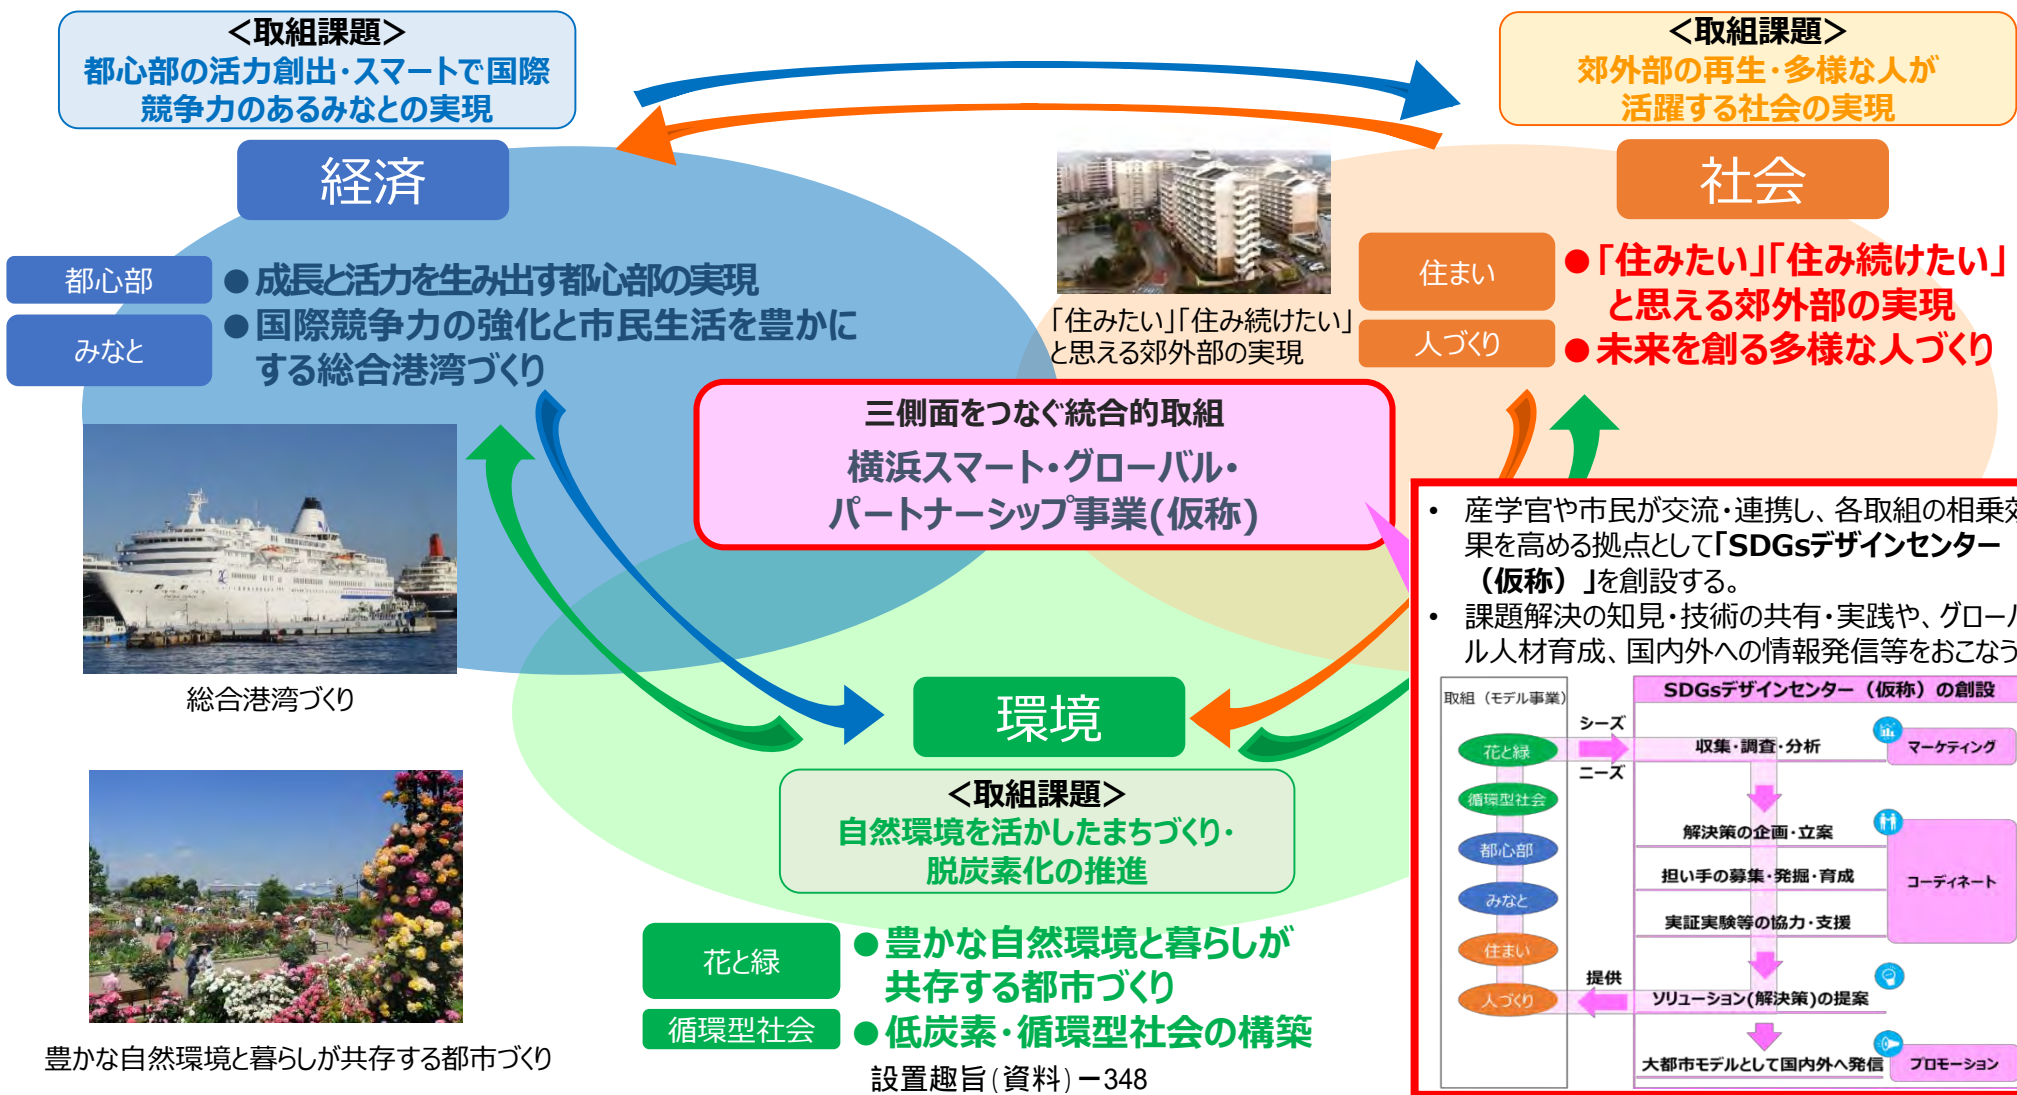 ＜取組課題＞
都心部の活力創出・スマートで国際
競争力のあるみなとの実現
＜取組課題＞
郊外部の再生・多様な人が
活躍する社会の実現
経済
社会
都心部
●成長と活力を生み出す都心部の実現
みなと
●国際競争力の強化と市民生活を豊かに
する総合港湾づくり
「住みたい」「住み続けたい」
と思える郊外部の実現
住まい
●「住みたい」「住み続けたい」
と思える郊外部の実現
人づくり
●未来を創る多様な人づくり
三側面をつなぐ統合的取組
横浜スマート・グローバル・
パートナーシップ事業(仮称)
総合港湾づくり
環境
＜取組課題＞
自然環境を活かしたまちづくり・
脱炭素化の推進
花と緑
●豊かな自然環境と暮らしが
共存する都市づくり
循環型社会
●低炭素・循環型社会の構築
豊かな自然環境と暮らしが共存する都市づくり
• 産学官や市民が交流・連携し、各取組の相乗効
果を高める拠点として「SDGsデザインセンター
（仮称）」を創設する。
• 課題解決の知見・技術の共有・実践や、グローバ
ル人材育成、国内外への情報発信等をおこなう
取組（モデル事業）
花と緑
循環型社会
都心部
みなと
住まい
人づくり
シーズ
ニーズ
提供
SDGsデザインセンター（仮称）の創設
収集・調査・分析
マーケティング
解決策の企画・立案
担い手の募集・発掘・育成
コーディネート
実証実験等の協力・支援
ソリューション(解決策)の提案
大都市モデルとして国内外へ発信
プロモーション
設置趣旨(資料)ー348